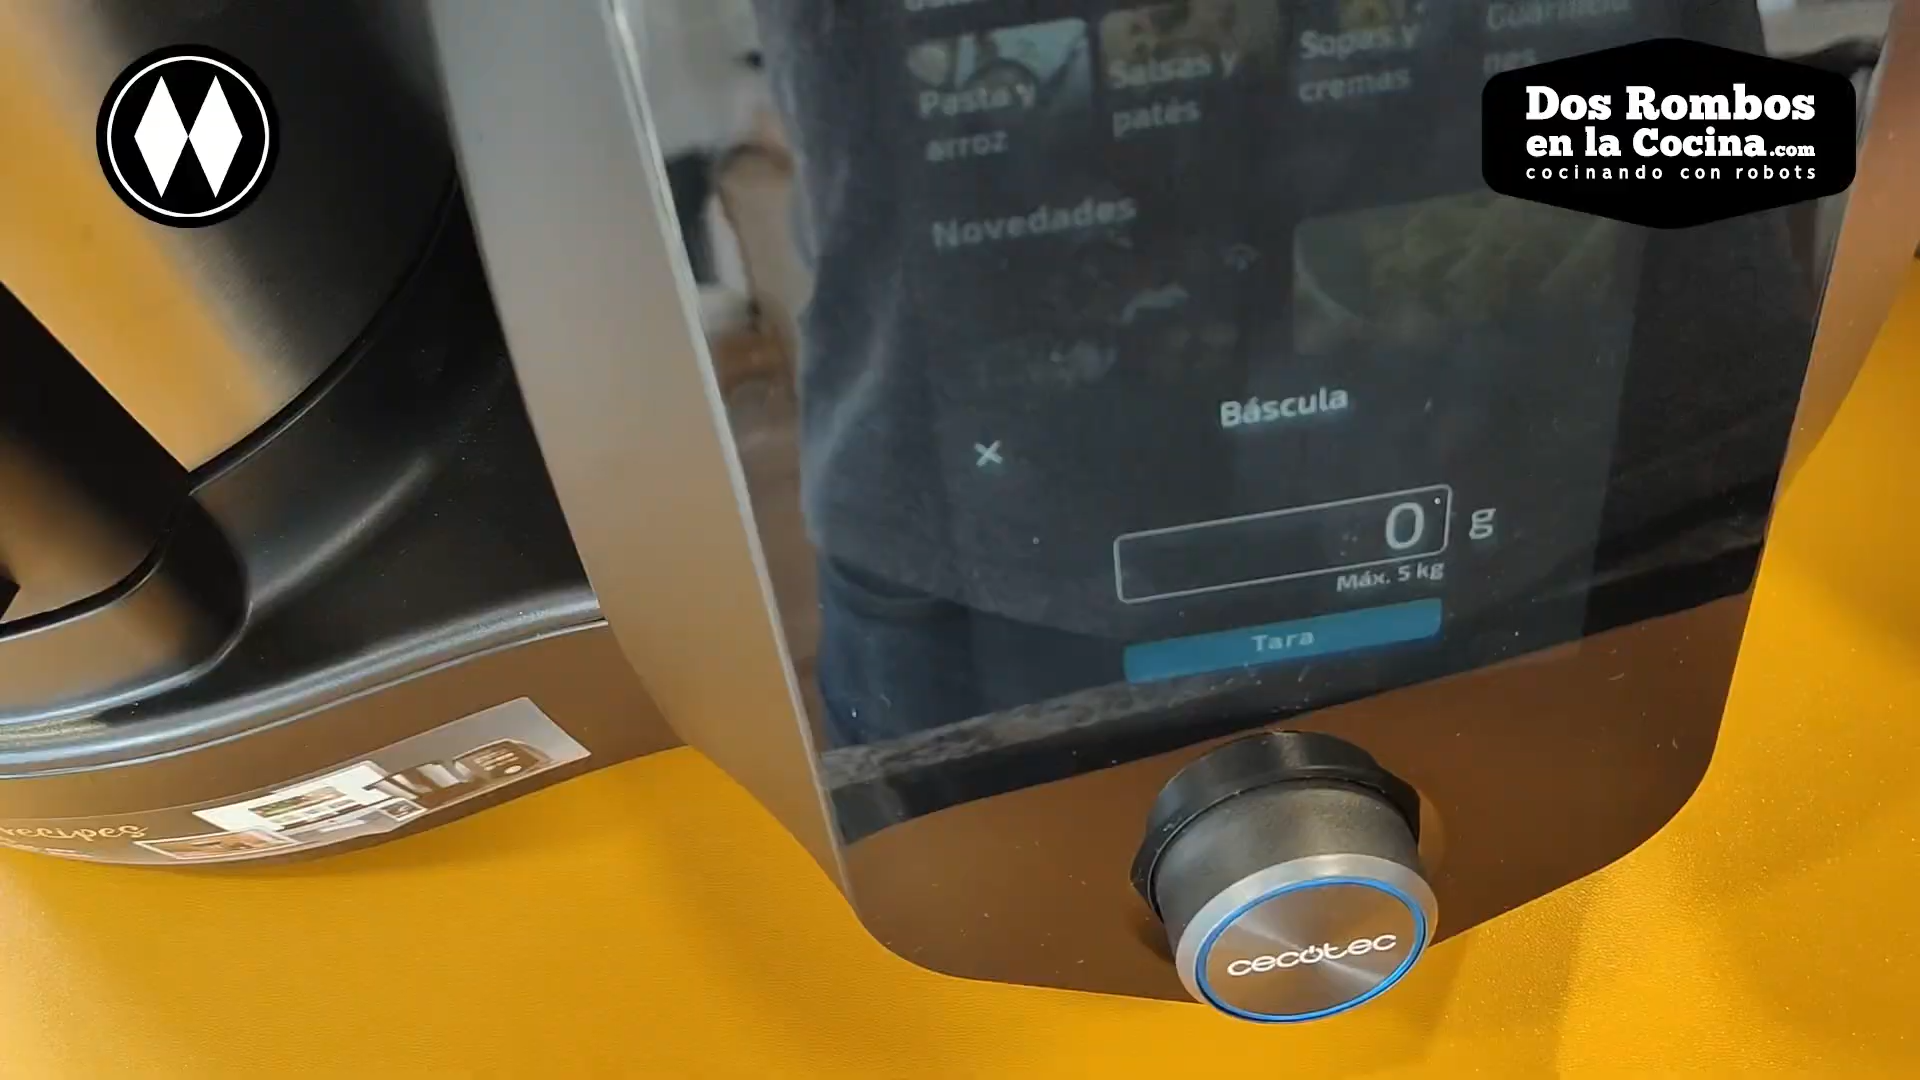 Dos Rombos
en la Cocina.com
cocinando con robots
Pasta y
arroz
Salsas y
patés
Sopas y
cremas
Novedades
Báscula
×
0 g
Máx. 5 kg
Tara
cecotec
recipes